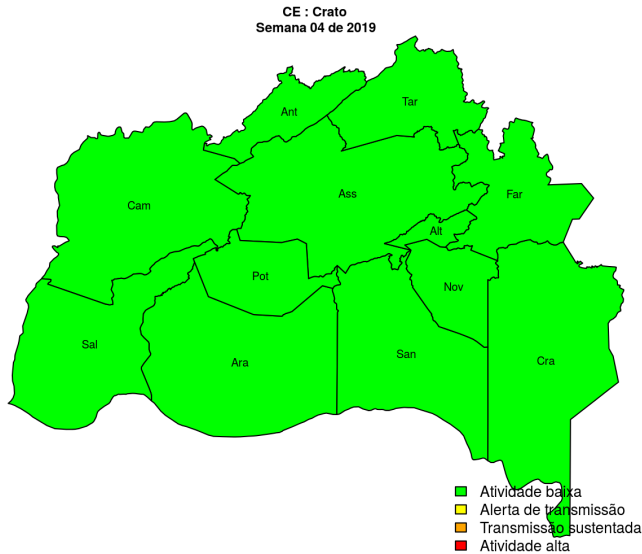 CE : Crato
Semana 04 de 2019
Tar
Ant
Ass
Far
Cam
Alt
Pot
Nov
Sal
San
Cra
Ara
Atividade baixa
Alerta de transmissão
Transmissão sustentada
Atividade alta